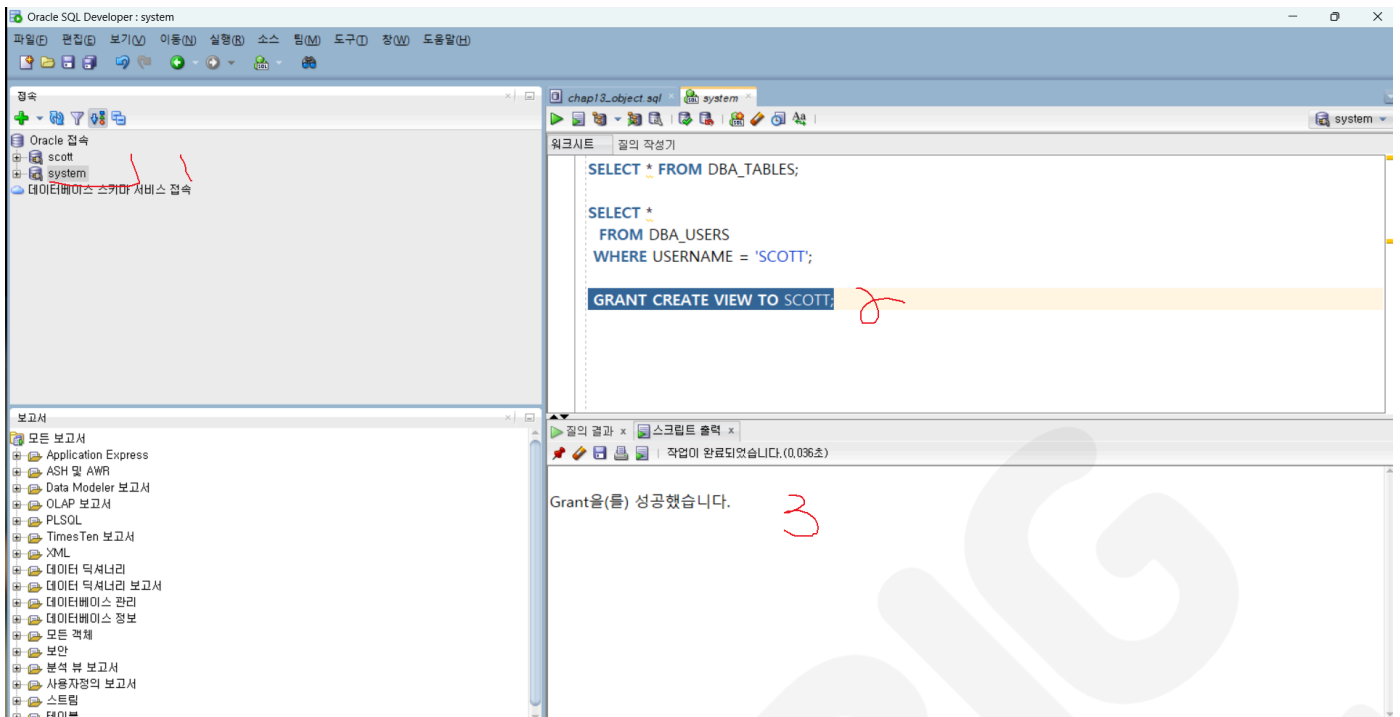 Oracle SQL Developer : system
파일(F) 편집(E) 보기(V) 이동(N) 실행(R) 소스 팀(M) 도구(T) 창(W) 도움말(H)
접속
Oracle 접속
scott
system
데이터베이스 스키마 서비스 접속
1
chap13_object.sql
system
system
워크시트 질의 작성기
SELECT * FROM DBA_TABLES;
SELECT *
FROM DBA_USERS
WHERE USERNAME = 'SCOTT';
GRANT CREATE VIEW TO SCOTT;
2
보고서
모든 보고서
Application Express
ASH 및 AWR
Data Modeler 보고서
OLAP 보고서
PLSQL
TimesTen 보고서
XML
데이터 딕셔너리
데이터 딕셔너리 보고서
데이터베이스 관리
데이터베이스 정보
모든 객체
보안
분석 뷰 보고서
사용자정의 보고서
스트림
테이블
질의 결과 x 스크립트 출력 x
작업이 완료되었습니다.(0.036초)
Grant을(를) 성공했습니다.
3